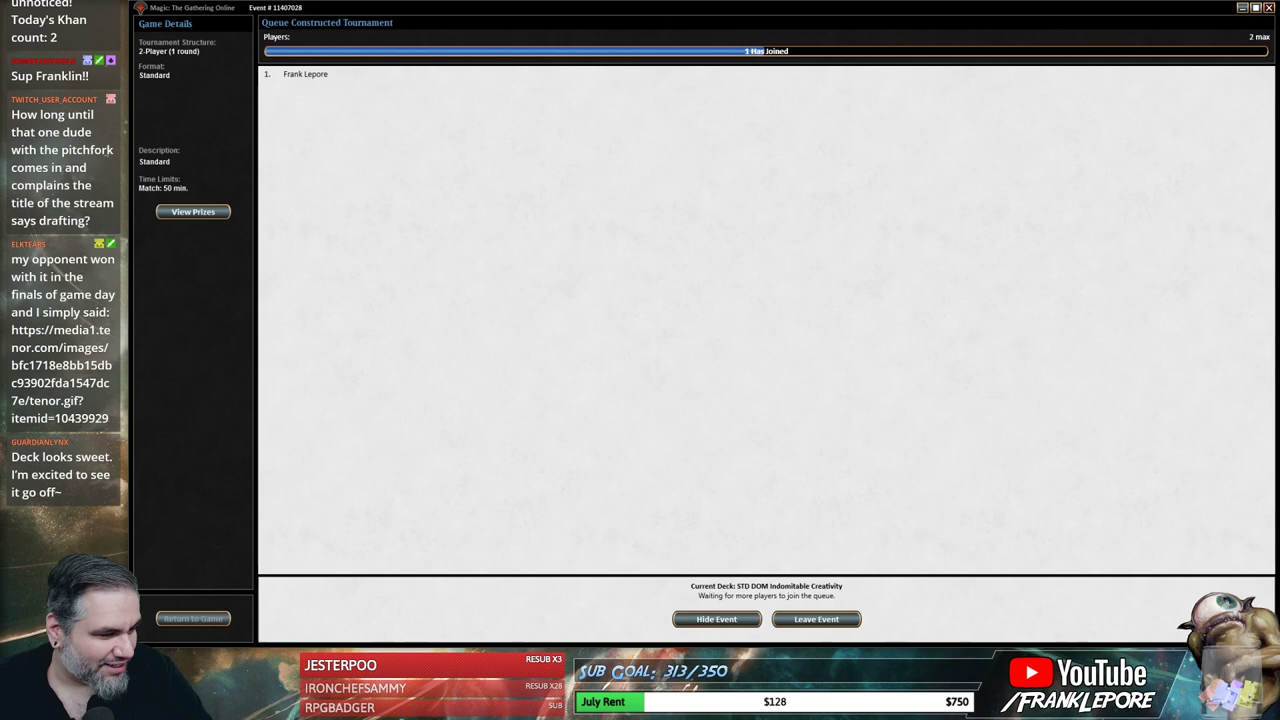 unnoticed!
Today's Khan
count: 2
Sup Franklin!!
TWITCH_USER_ACCOUNT
How long until
that one dude
with the pitchfork
comes in and
complains the
title of the stream
says drafting?
ELKTEARS
my opponent won
with it in the
finals of game day
and I simply said:
https://media1.te
nor.com/images/
bfc1718e8bb15db
c93902fda1547dc
7e/tenor.gif?
itemid=10439929
GUARDIANLYNX
Deck looks sweet.
I'm excited to see
it go off~
Magic: The Gathering Online Event # 11407028
Game Details
Tournament Structure:
2-Player (1 round)
Format:
Standard
Description:
Standard
Time Limits:
Match: 50 min.
View Prizes
Return to Game
Queue Constructed Tournament
Players:
2 max
1 Has Joined
1. Frank Lepore
Current Deck: STD DOM Indomitable Creativity
Waiting for more players to join the queue.
Hide Event
Leave Event
JESTERPOO RESUB X3
IRONCHEFSAMMY RESUB X28
RPGBADGER SUB
SUB GOAL: 313/350
July Rent $128 $750
YouTube
/FRANKLEPORE